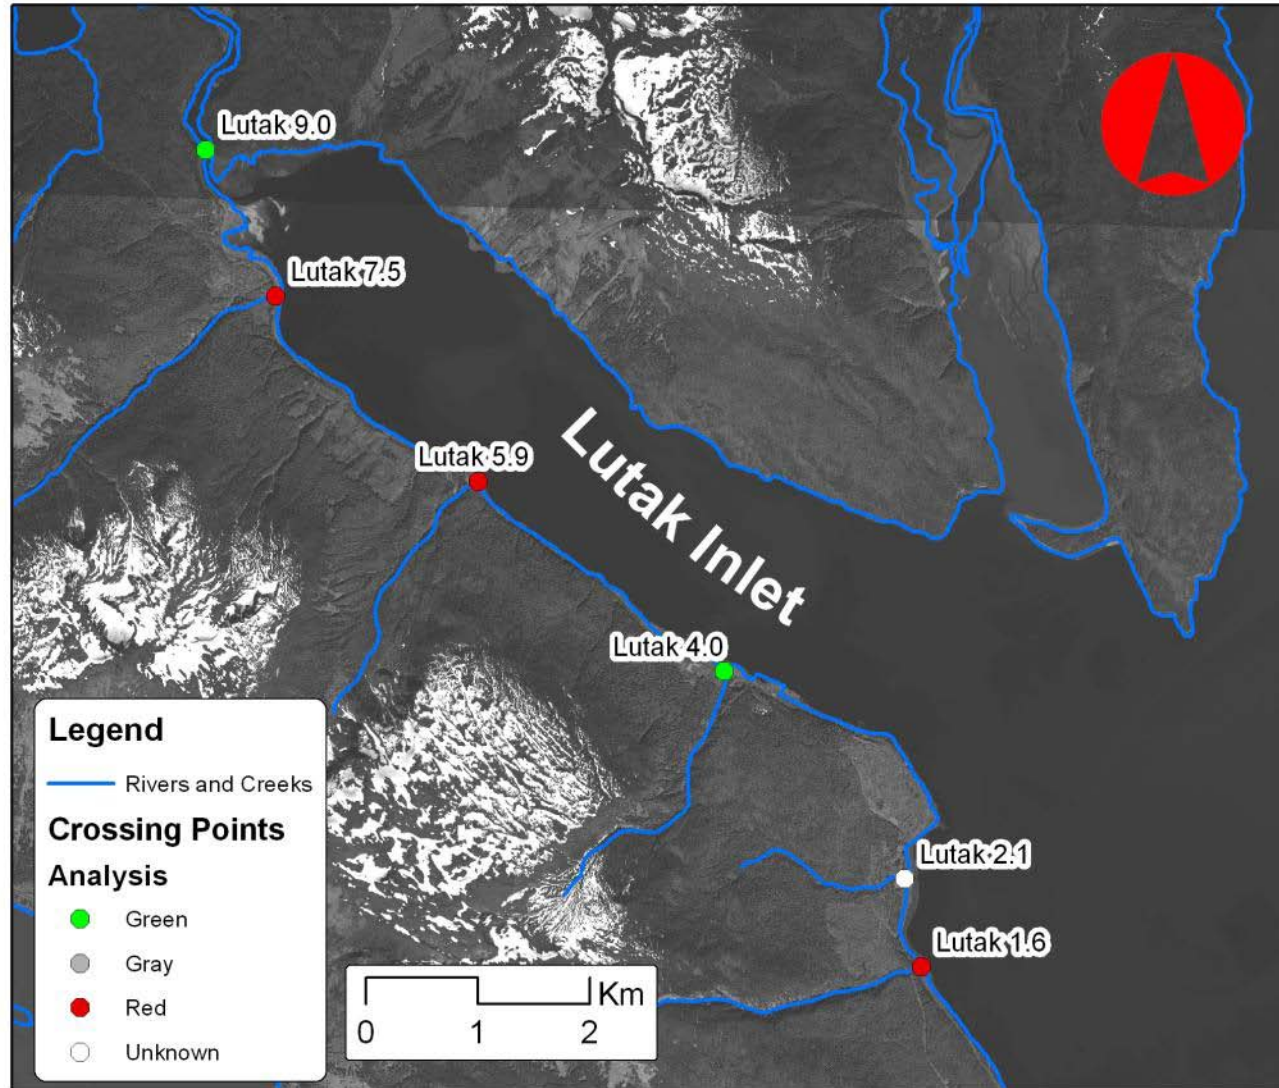 Lutak 9.0
Lutak 7.5
Lutak 5.9
Lutak Inlet
Lutak 4.0
Lutak 2.1
Lutak 1.6
Legend
Rivers and Creeks
Crossing Points
Analysis
Green
Gray
Red
Unknown
Km
0 1 2